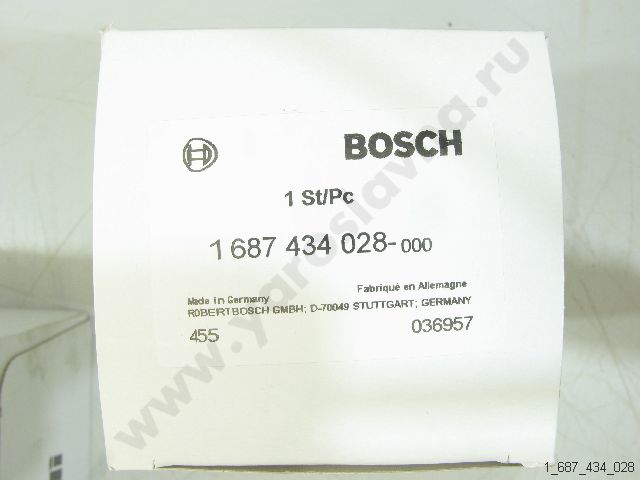 BOSCH
1 St/Pc
1 687 434 028-000
Fabriqué en Allemagne
Made in Germany
ROBERT BOSCH GMBH; D-70049 STUTTGART; GERMANY
455
036957
www.yaroslavna.ru
1_687_434_028